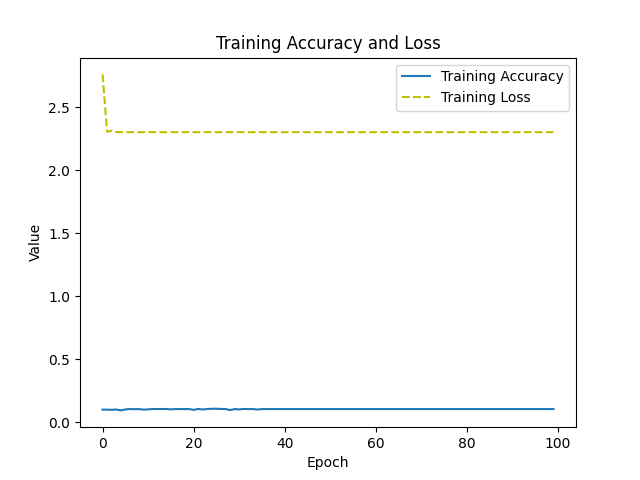 Training Accuracy and Loss
Training Accuracy
Training Loss
2.5
2.0
1.5
1.0
0.5
0.0
Value
0 20 40 60 80 100
Epoch